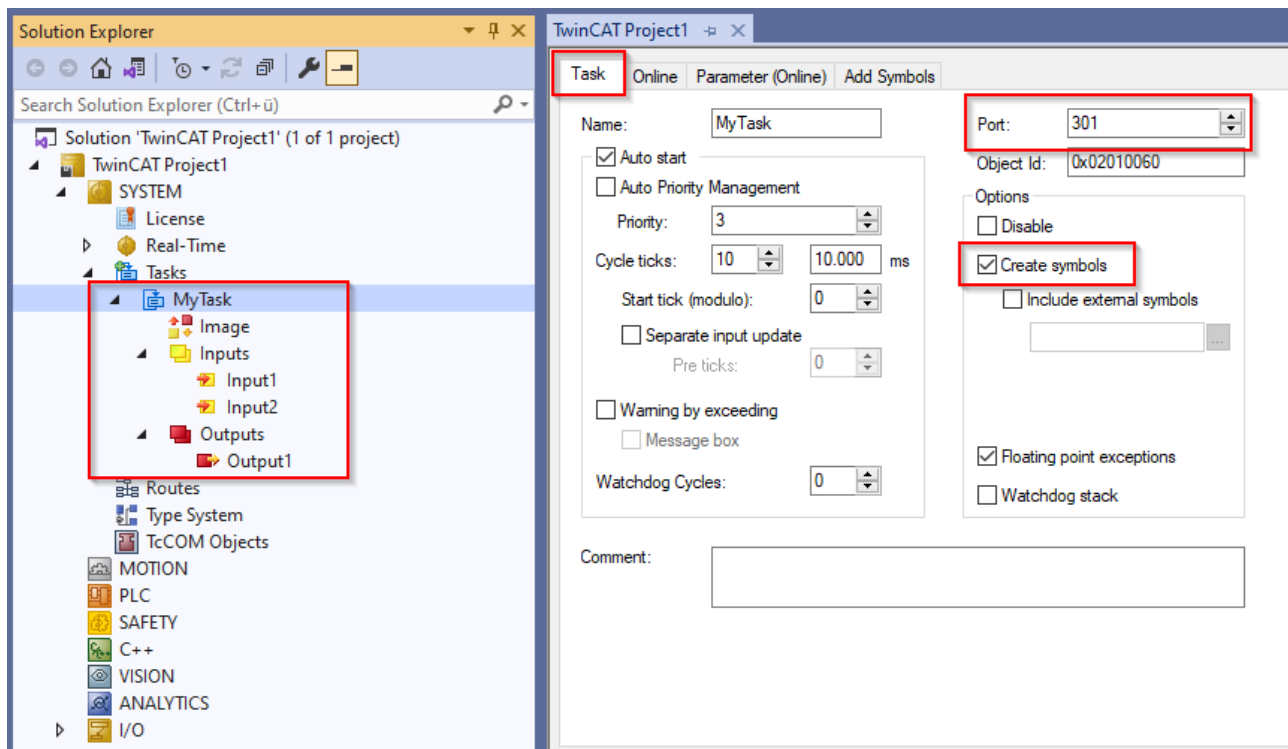 Solution Explorer
Search Solution Explorer (Ctrl+ü)
Solution 'TwinCAT Project1' (1 of 1 project)
TwinCAT Project1
SYSTEM
License
Real-Time
Tasks
MyTask
Image
Inputs
Input1
Input2
Outputs
Output1
Routes
Type System
TcCOM Objects
MOTION
PLC
SAFETY
C++
VISION
ANALYTICS
I/O
TwinCAT Project1
Task Online Parameter (Online) Add Symbols
Name: MyTask
Auto start
Auto Priority Management
Priority: 3
Cycle ticks: 10 10.000 ms
Start tick (modulo): 0
Separate input update
Pre ticks: 0
Warning by exceeding
Message box
Watchdog Cycles: 0
Port: 301
Object Id: 0x02010060
Options
Disable
Create symbols
Include external symbols
...
Floating point exceptions
Watchdog stack
Comment: